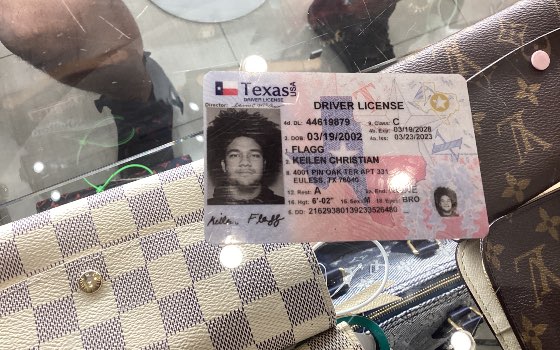 Texas USA
DRIVER LICENSE
Director:
DRIVER LICENSE
4d. DL: 44619879 9. Class: C
3. DOB: 03/19/2002 4b. Exp: 03/19/2028
4a. Iss: 03/23/2023
1. FLAGG
2. KEILEN CHRISTIAN
8. 4001 PIN OAK TER APT 331
EULESS, TX 76040
12. Rest: A 9a. End: NONE
16. Hgt: 6'-02" 15. Sex: M 18. Eyes: BRO
5. DD:
Keilen Flagg
LV